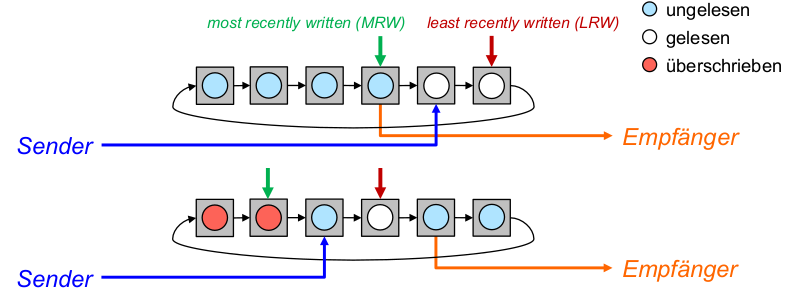 most recently written (MRW) least recently written (LRW)
ungelesen
gelesen
überschrieben
Sender
Empfänger
Sender
Empfänger